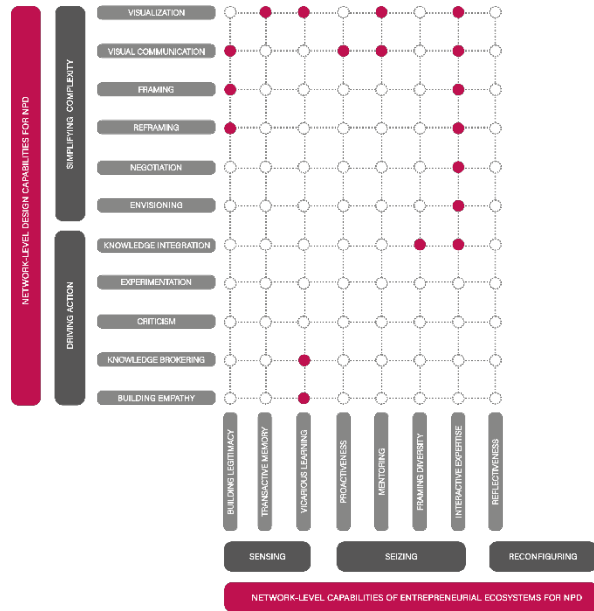 NETWORK-LEVEL DESIGN CAPABILITIES FOR NPD
SIMPLIFYING COMPLEXITY
VISUALIZATION
VISUAL COMMUNICATION
FRAMING
REFRAMING
NEGOTIATION
ENVISIONING
DRIVING ACTION
KNOWLEDGE INTEGRATION
EXPERIMENTATION
CRITICISM
KNOWLEDGE BROKERING
BUILDING EMPATHY
BUILDING LEGITIMACY
TRANSACTIVE MEMORY
VICARIOUS LEARNING
PROACTIVENESS
MENTORING
FRAMING DIVERSITY
INTERACTIVE EXPERTISE
REFLECTIVENESS
SENSING
SEIZING
RECONFIGURING
NETWORK-LEVEL CAPABILITIES OF ENTREPRENEURIAL ECOSYSTEMS FOR NPD